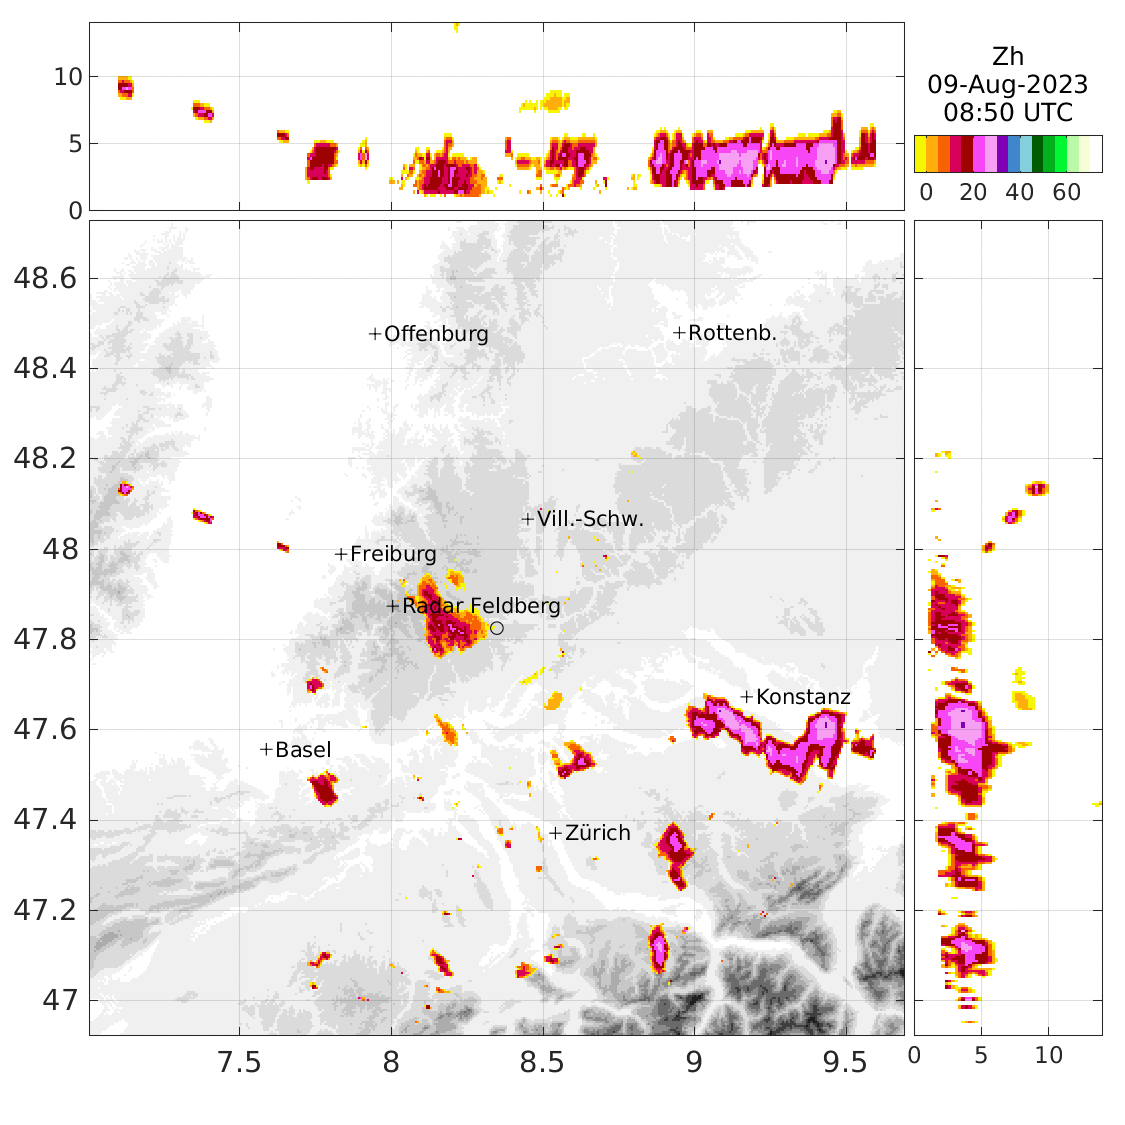 Zh
09-Aug-2023
08:50 UTC
0 20 40 60
10
5
0
48.6
48.4
48.2
48
47.8
47.6
47.4
47.2
47
+Offenburg
+Rottenb.
+Vill.-Schw.
+Freiburg
+Radar Feldberg
+Konstanz
+Basel
+Zürich
7.5 8 8.5 9 9.5
0 5 10